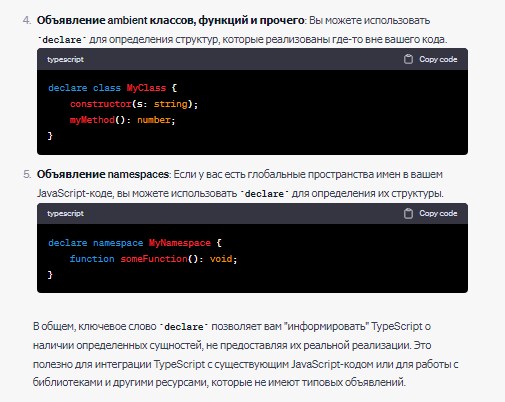 4. Объявление ambient классов, функций и прочего: Вы можете использовать
`declare` для определения структур, которые реализованы где-то вне вашего кода.
typescript Copy code
declare class MyClass {
    constructor(s: string);
    myMethod(): number;
}
5. Объявление namespaces: Если у вас есть глобальные пространства имен в вашем
JavaScript-коде, вы можете использовать `declare` для определения их структуры.
typescript Copy code
declare namespace MyNamespace {
    function someFunction(): void;
}
В общем, ключевое слово `declare` позволяет вам "информировать" TypeScript о
наличии определенных сущностей, не предоставляя их реальной реализации. Это
полезно для интеграции TypeScript с существующим JavaScript-кодом или для работы с
библиотеками и другими ресурсами, которые не имеют типовых объявлений.